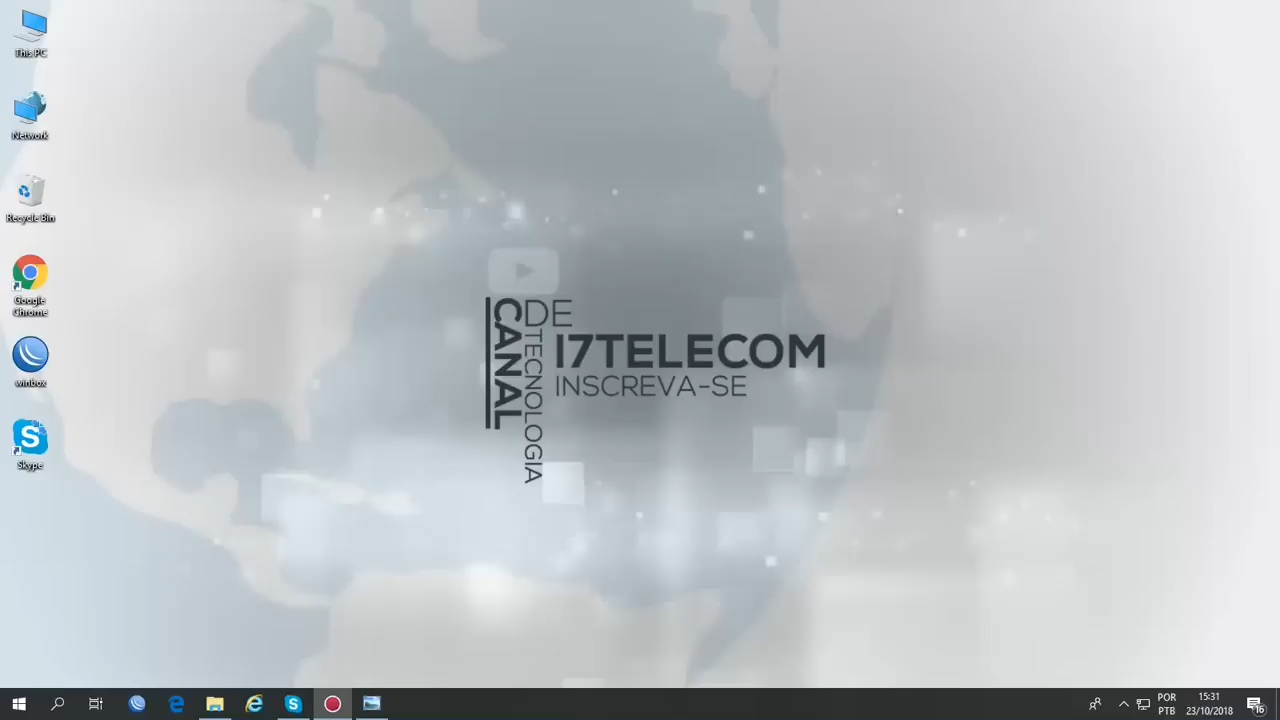 This PC
Network
Recycle Bin
Google
Chrome
winbox
Skype
CANAL
DE
TECNOLOGIA
I7TELECOM
INSCREVA-SE
POR
PTB
15:31
23/10/2018
16